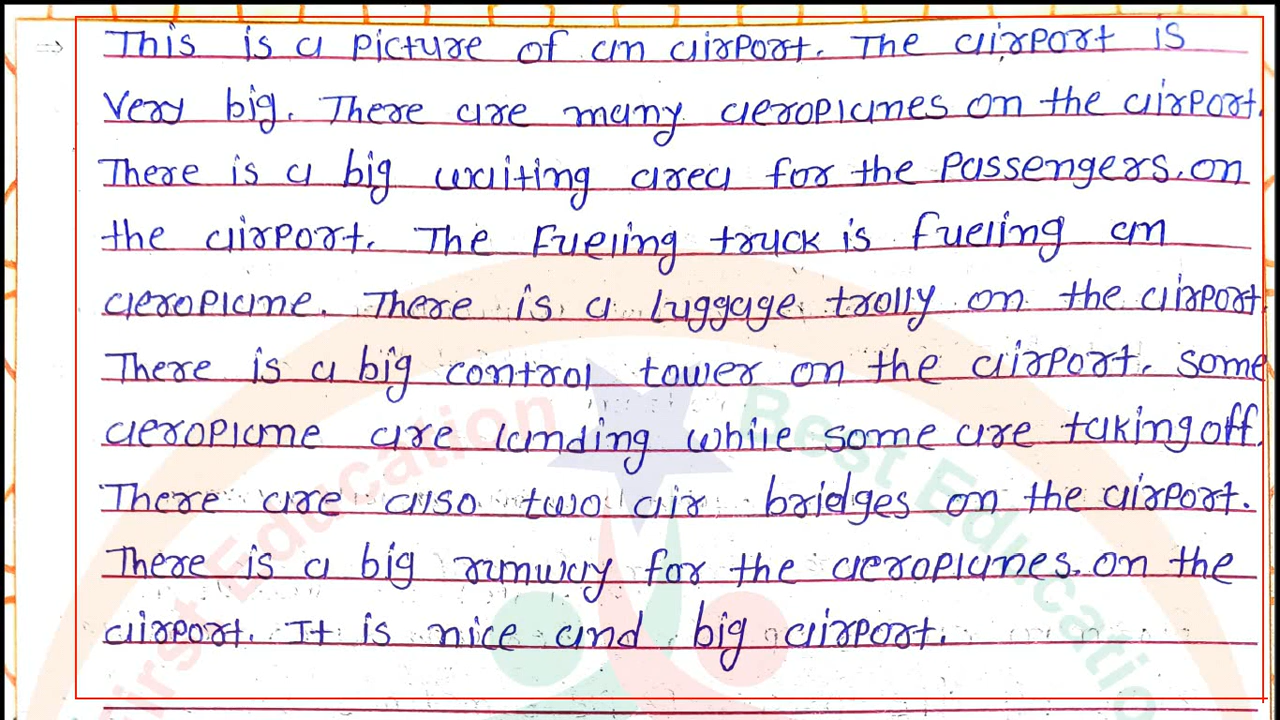 ⇒ This is a picture of an airport. The airport is
Very big. There are many aeroplanes on the airport.
There is a big waiting area for the Passengers. on
the airport. The Fueling truck is fueling an
aeroplane. There is a luggage trolly on the airport
There is a big control tower on the airport. some
aeroplane are landing while some are taking off.
There are also two air bridges on the airport.
There is a big runway for the aeroplanes. on the
airport. It is nice and big airport.
First Education Best Educatio